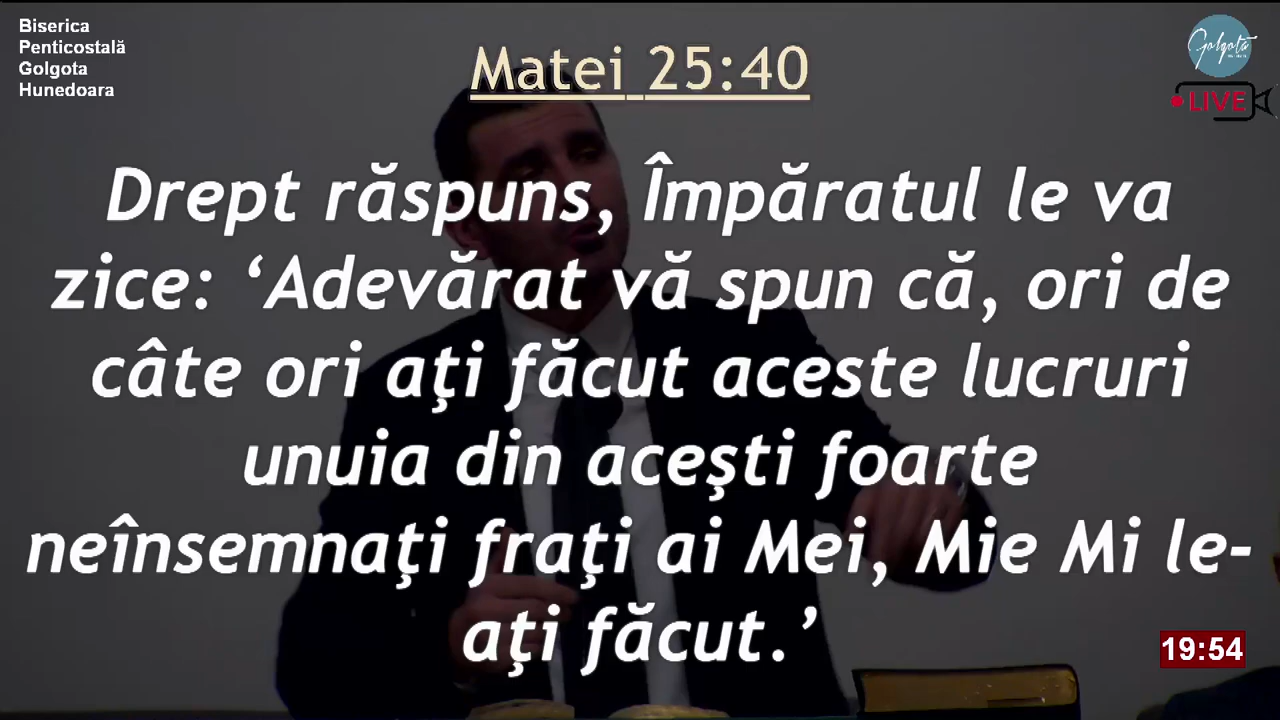 Biserica
Penticostală
Golgota
Hunedoara
Golgota
LIVE
Matei 25:40
Drept răspuns, Împăratul le va
zice: ‘Adevărat vă spun că, ori de
câte ori aţi făcut aceste lucruri
unuia din aceşti foarte
neînsemnaţi fraţi ai Mei, Mie Mi le-
aţi făcut.’
19:54